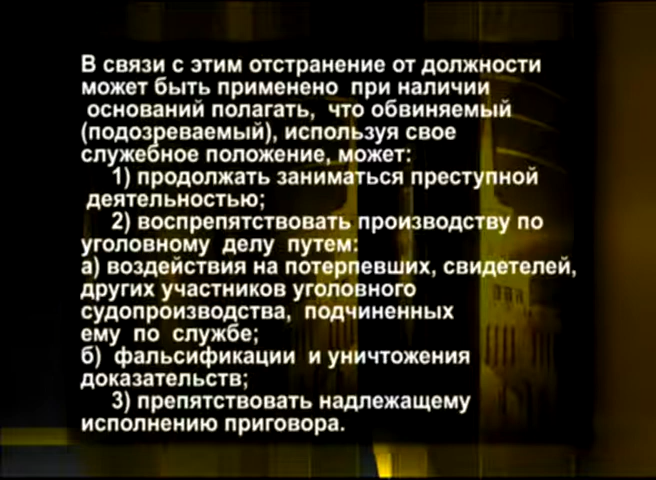 В связи с этим отстранение от должности
может быть применено при наличии
оснований полагать, что обвиняемый
(подозреваемый), используя свое
служебное положение, может:
1) продолжать заниматься преступной
деятельностью;
2) воспрепятствовать производству по
уголовному делу путем:
а) воздействия на потерпевших, свидетелей,
других участников уголовного
судопроизводства, подчиненных
ему по службе;
б) фальсификации и уничтожения
доказательств;
3) препятствовать надлежащему
исполнению приговора.